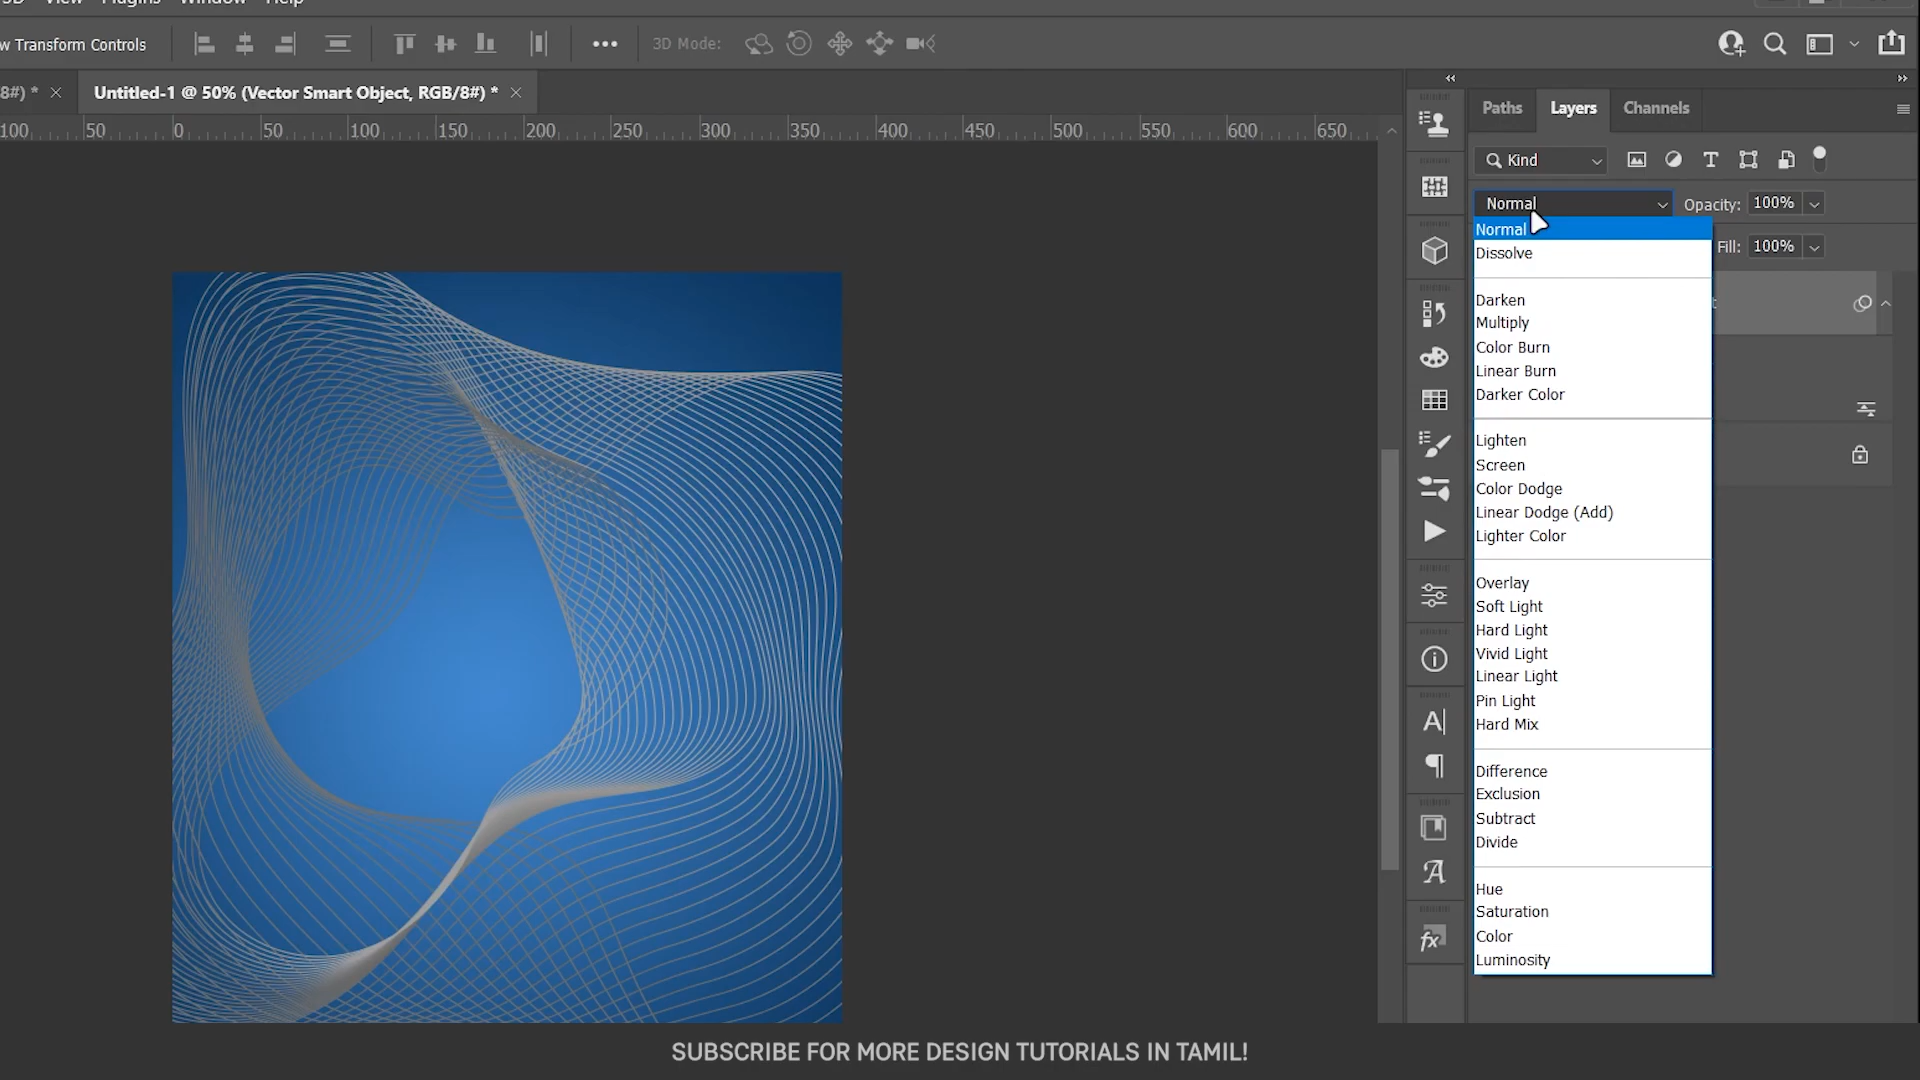 View Plugins Window Help
w Transform Controls
3D Mode:
8#) *
Untitled-1 @ 50% (Vector Smart Object, RGB/8#) *
100 50 0 50 100 150 200 250 300 350 400 450 500 550 600 650
Paths Layers Channels
Kind
Normal Opacity: 100%
Fill: 100%
Normal
Dissolve
Darken
Multiply
Color Burn
Linear Burn
Darker Color
Lighten
Screen
Color Dodge
Linear Dodge (Add)
Lighter Color
Overlay
Soft Light
Hard Light
Vivid Light
Linear Light
Pin Light
Hard Mix
Difference
Exclusion
Subtract
Divide
Hue
Saturation
Color
Luminosity
SUBSCRIBE FOR MORE DESIGN TUTORIALS IN TAMIL!